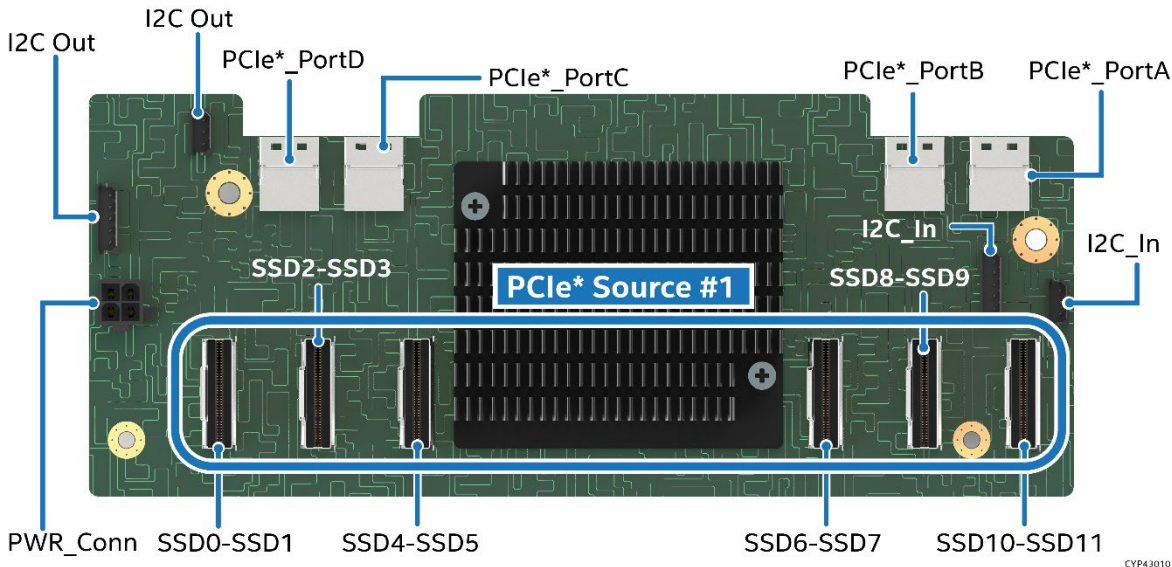 I2C Out
I2C Out
PCIe*_PortD
PCIe*_PortC
PCIe*_PortB
PCIe*_PortA
I2C_In
I2C_In
SSD2-SSD3
PCIe* Source #1
SSD8-SSD9
PWR_Conn
SSD0-SSD1
SSD4-SSD5
SSD6-SSD7
SSD10-SSD11
CYP43010